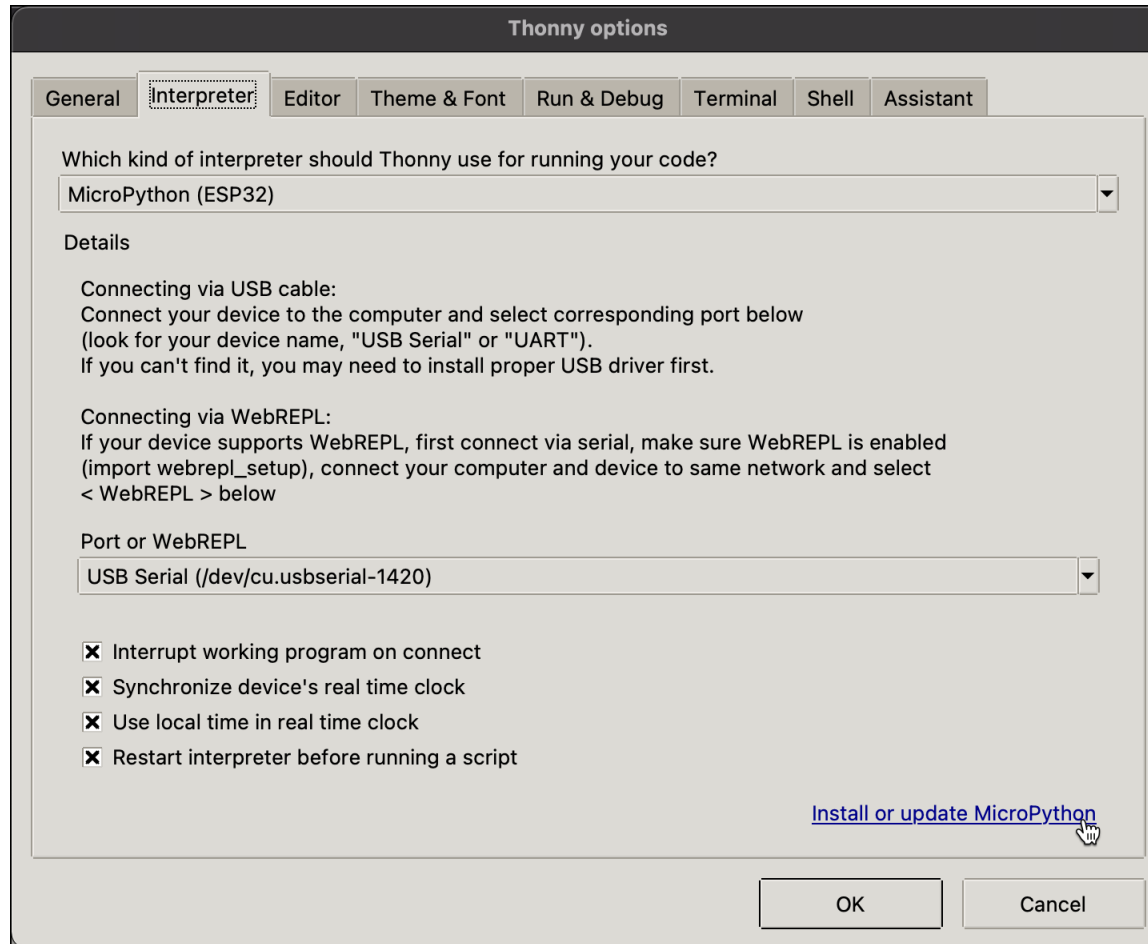 Thonny options
General
Interpreter
Editor
Theme & Font
Run & Debug
Terminal
Shell
Assistant
Which kind of interpreter should Thonny use for running your code?
MicroPython (ESP32)
Details
Connecting via USB cable:
Connect your device to the computer and select corresponding port below
(look for your device name, "USB Serial" or "UART").
If you can't find it, you may need to install proper USB driver first.
Connecting via WebREPL:
If your device supports WebREPL, first connect via serial, make sure WebREPL is enabled
(import webrepl_setup), connect your computer and device to same network and select
< WebREPL > below
Port or WebREPL
USB Serial (/dev/cu.usbserial-1420)
Interrupt working program on connect
Synchronize device's real time clock
Use local time in real time clock
Restart interpreter before running a script
Install or update MicroPython
OK
Cancel